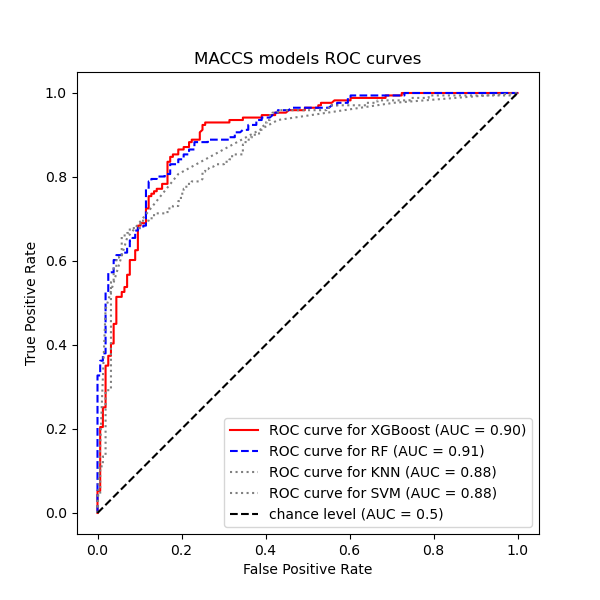 MACCS models ROC curves
True Positive Rate
1.0
0.8
0.6
0.4
0.2
0.0
ROC curve for XGBoost (AUC = 0.90)
ROC curve for RF (AUC = 0.91)
ROC curve for KNN (AUC = 0.88)
ROC curve for SVM (AUC = 0.88)
chance level (AUC = 0.5)
0.0 0.2 0.4 0.6 0.8 1.0
False Positive Rate